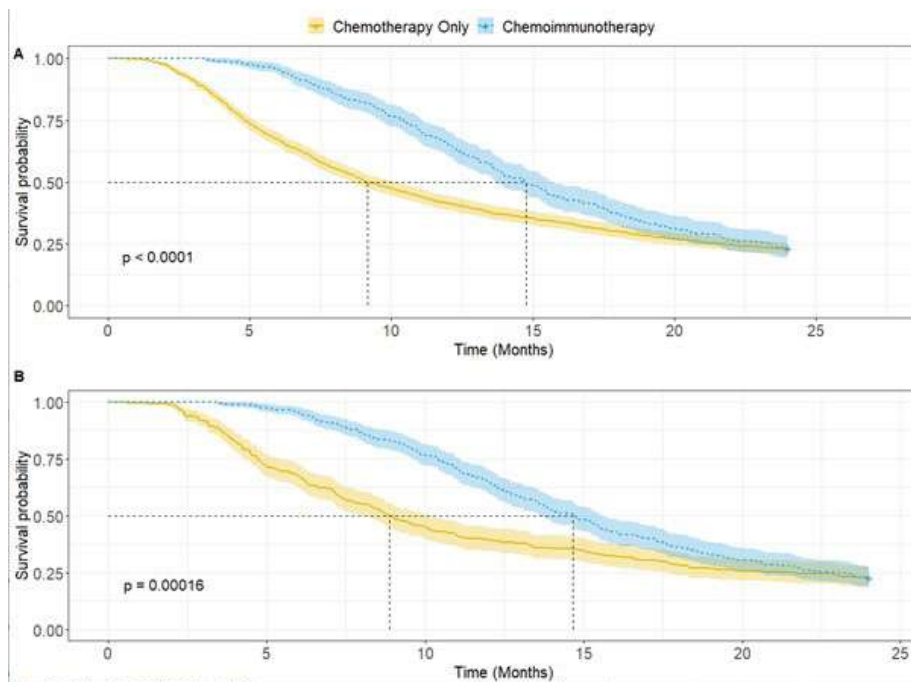 Chemotherapy Only Chemoimmunotherapy
A
1.00
0.75
0.50
0.25
0.00
Survival probability
p < 0.0001
0 5 10 15 20 25
Time (Months)
B
1.00
0.75
0.50
0.25
0.00
Survival probability
p = 0.00016
0 5 10 15 20 25
Time (Months)